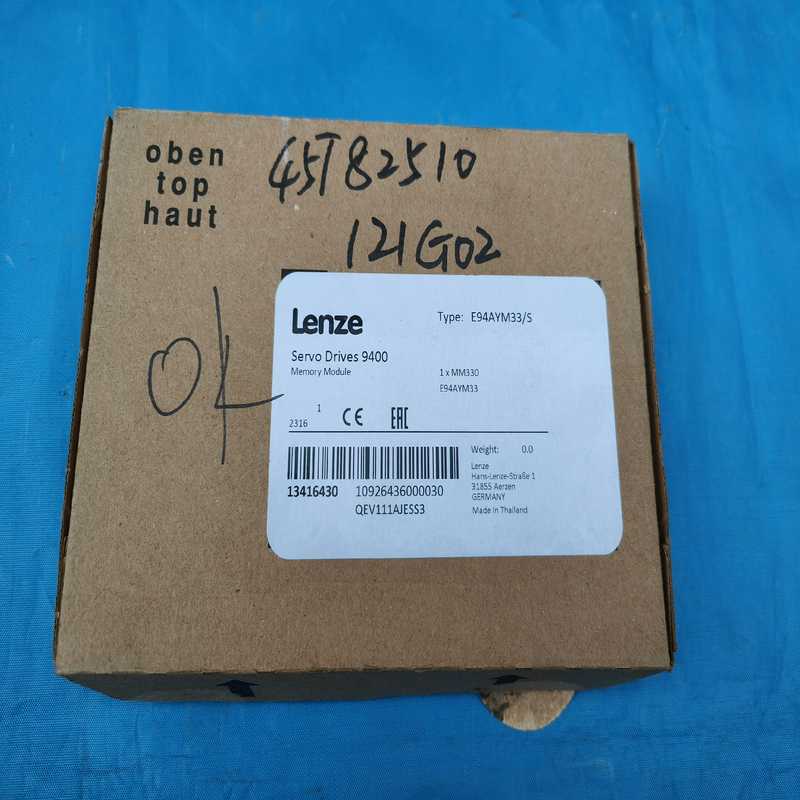 oben
top
haut
45T82510
121G02
OK
Lenze
Type: E94AYM33/S
Servo Drives 9400
Memory Module
1 x MM330
E94AYM33
1
2316
CE
EAC
Weight: 0.0
Lenze
Hans-Lenze-Straße 1
31855 Aerzen
GERMANY
Made in Thailand
13416430 10926436000030
QEV111AJESS3